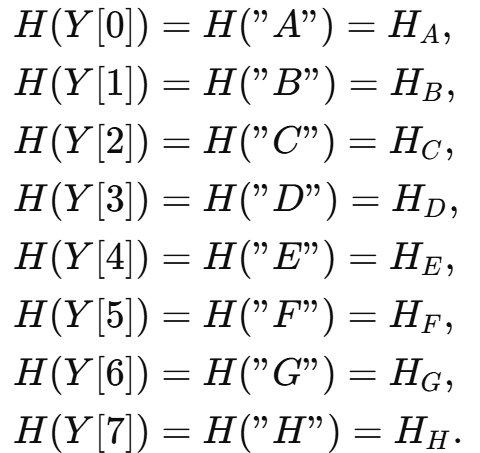 H(Y[0]) = H("A") = H_A,
H(Y[1]) = H("B") = H_B,
H(Y[2]) = H("C") = H_C,
H(Y[3]) = H("D") = H_D,
H(Y[4]) = H("E") = H_E,
H(Y[5]) = H("F") = H_F,
H(Y[6]) = H("G") = H_G,
H(Y[7]) = H("H") = H_H.